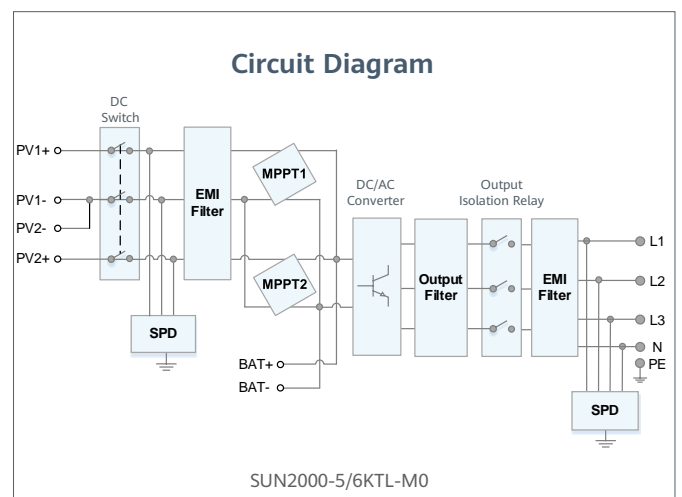 Circuit Diagram
DC
Switch
PV1+
PV1-
PV2-
PV2+
EMI
Filter
SPD
MPPT1
MPPT2
BAT+
BAT-
DC/AC
Converter
Output
Filter
Output
Isolation Relay
EMI
Filter
L1
L2
L3
N
PE
SPD
SUN2000-5/6KTL-M0